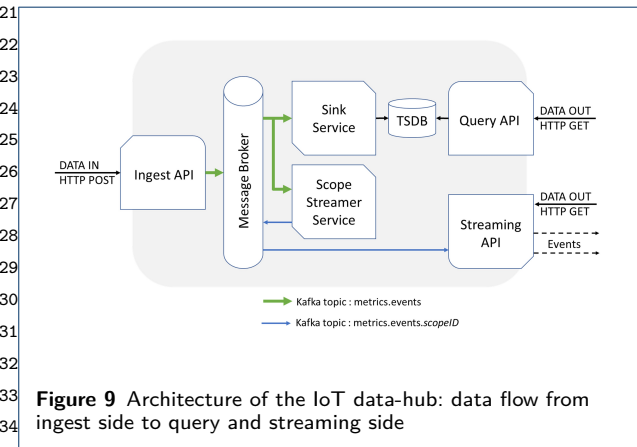 21
22
23
24
25
26
27
28
29
30
31
32
33
34
DATA IN
HTTP POST
Ingest API
Message Broker
Sink
Service
TSDB
Query API
DATA OUT
HTTP GET
Scope
Streamer
Service
Streaming
API
DATA OUT
HTTP GET
Events
Kafka topic : metrics.events
Kafka topic : metrics.events.scopeID
Figure 9 Architecture of the IoT data-hub: data flow from
ingest side to query and streaming side